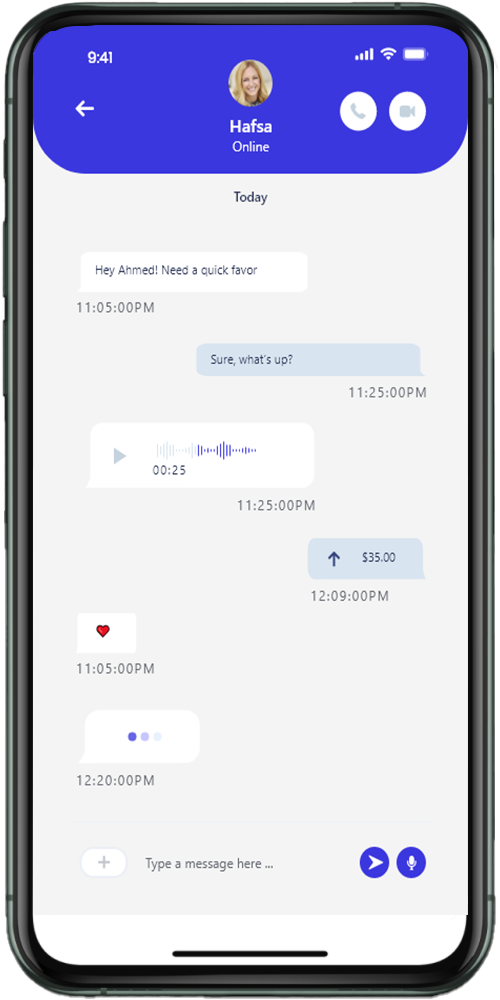 9:41
Hafsa
Online
Today
Hey Ahmed! Need a quick favor
11:05:00PM
Sure, what's up?
11:25:00PM
00:25
11:25:00PM
$35.00
12:09:00PM
11:05:00PM
12:20:00PM
Type a message here ...